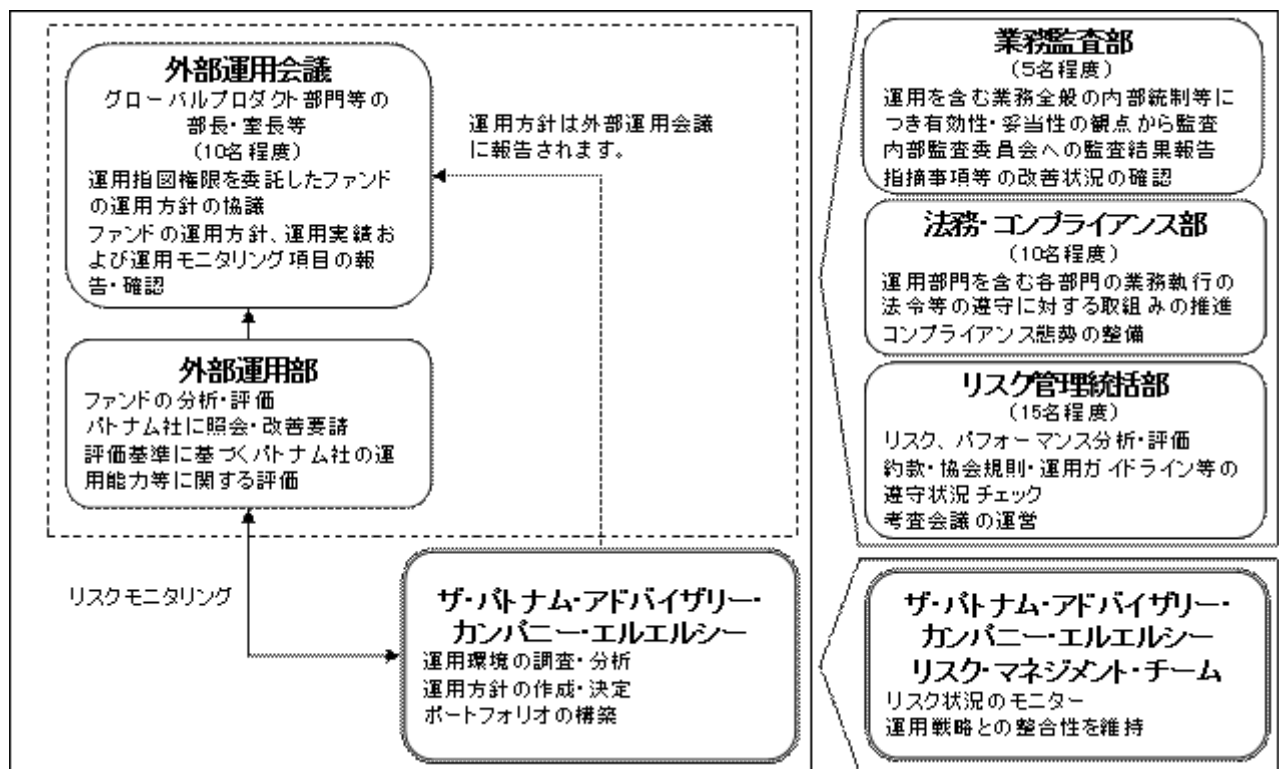 外部運用会議
グローバルプロダクト部門等の
部長・室長等
(10名程度)
運用指図権限を委託したファンド
の運用方針の協議
ファンドの運用方針、運用実績お
よび運用モニタリング項目の報
告・確認
運用方針は外部運用会議
に報告されます。
外部運用部
ファンドの分析・評価
パトナム社に照会・改善要請
評価基準に基づくパトナム社の運
用能力等に関する評価
リスクモニタリング
ザ・パトナム・アドバイザリー・
カンパニー・エルエルシー
運用環境の調査・分析
運用方針の作成・決定
ポートフォリオの構築
業務監査部
(5名程度)
運用を含む業務全般の内部統制等に
つき有効性・妥当性の観点から監査
内部監査委員会への監査結果報告
指摘事項等の改善状況の確認
法務・コンプライアンス部
(10名程度)
運用部門を含む各部門の業務執行の
法令等の遵守に対する取組みの推進
コンプライアンス態勢の整備
リスク管理統括部
(15名程度)
リスク、パフォーマンス分析・評価
約款・協会規則・運用ガイドライン等の
遵守状況チェック
考査会議の運営
ザ・パトナム・アドバイザリー・
カンパニー・エルエルシー
リスク・マネジメント・チーム
リスク状況のモニター
運用戦略との整合性を維持